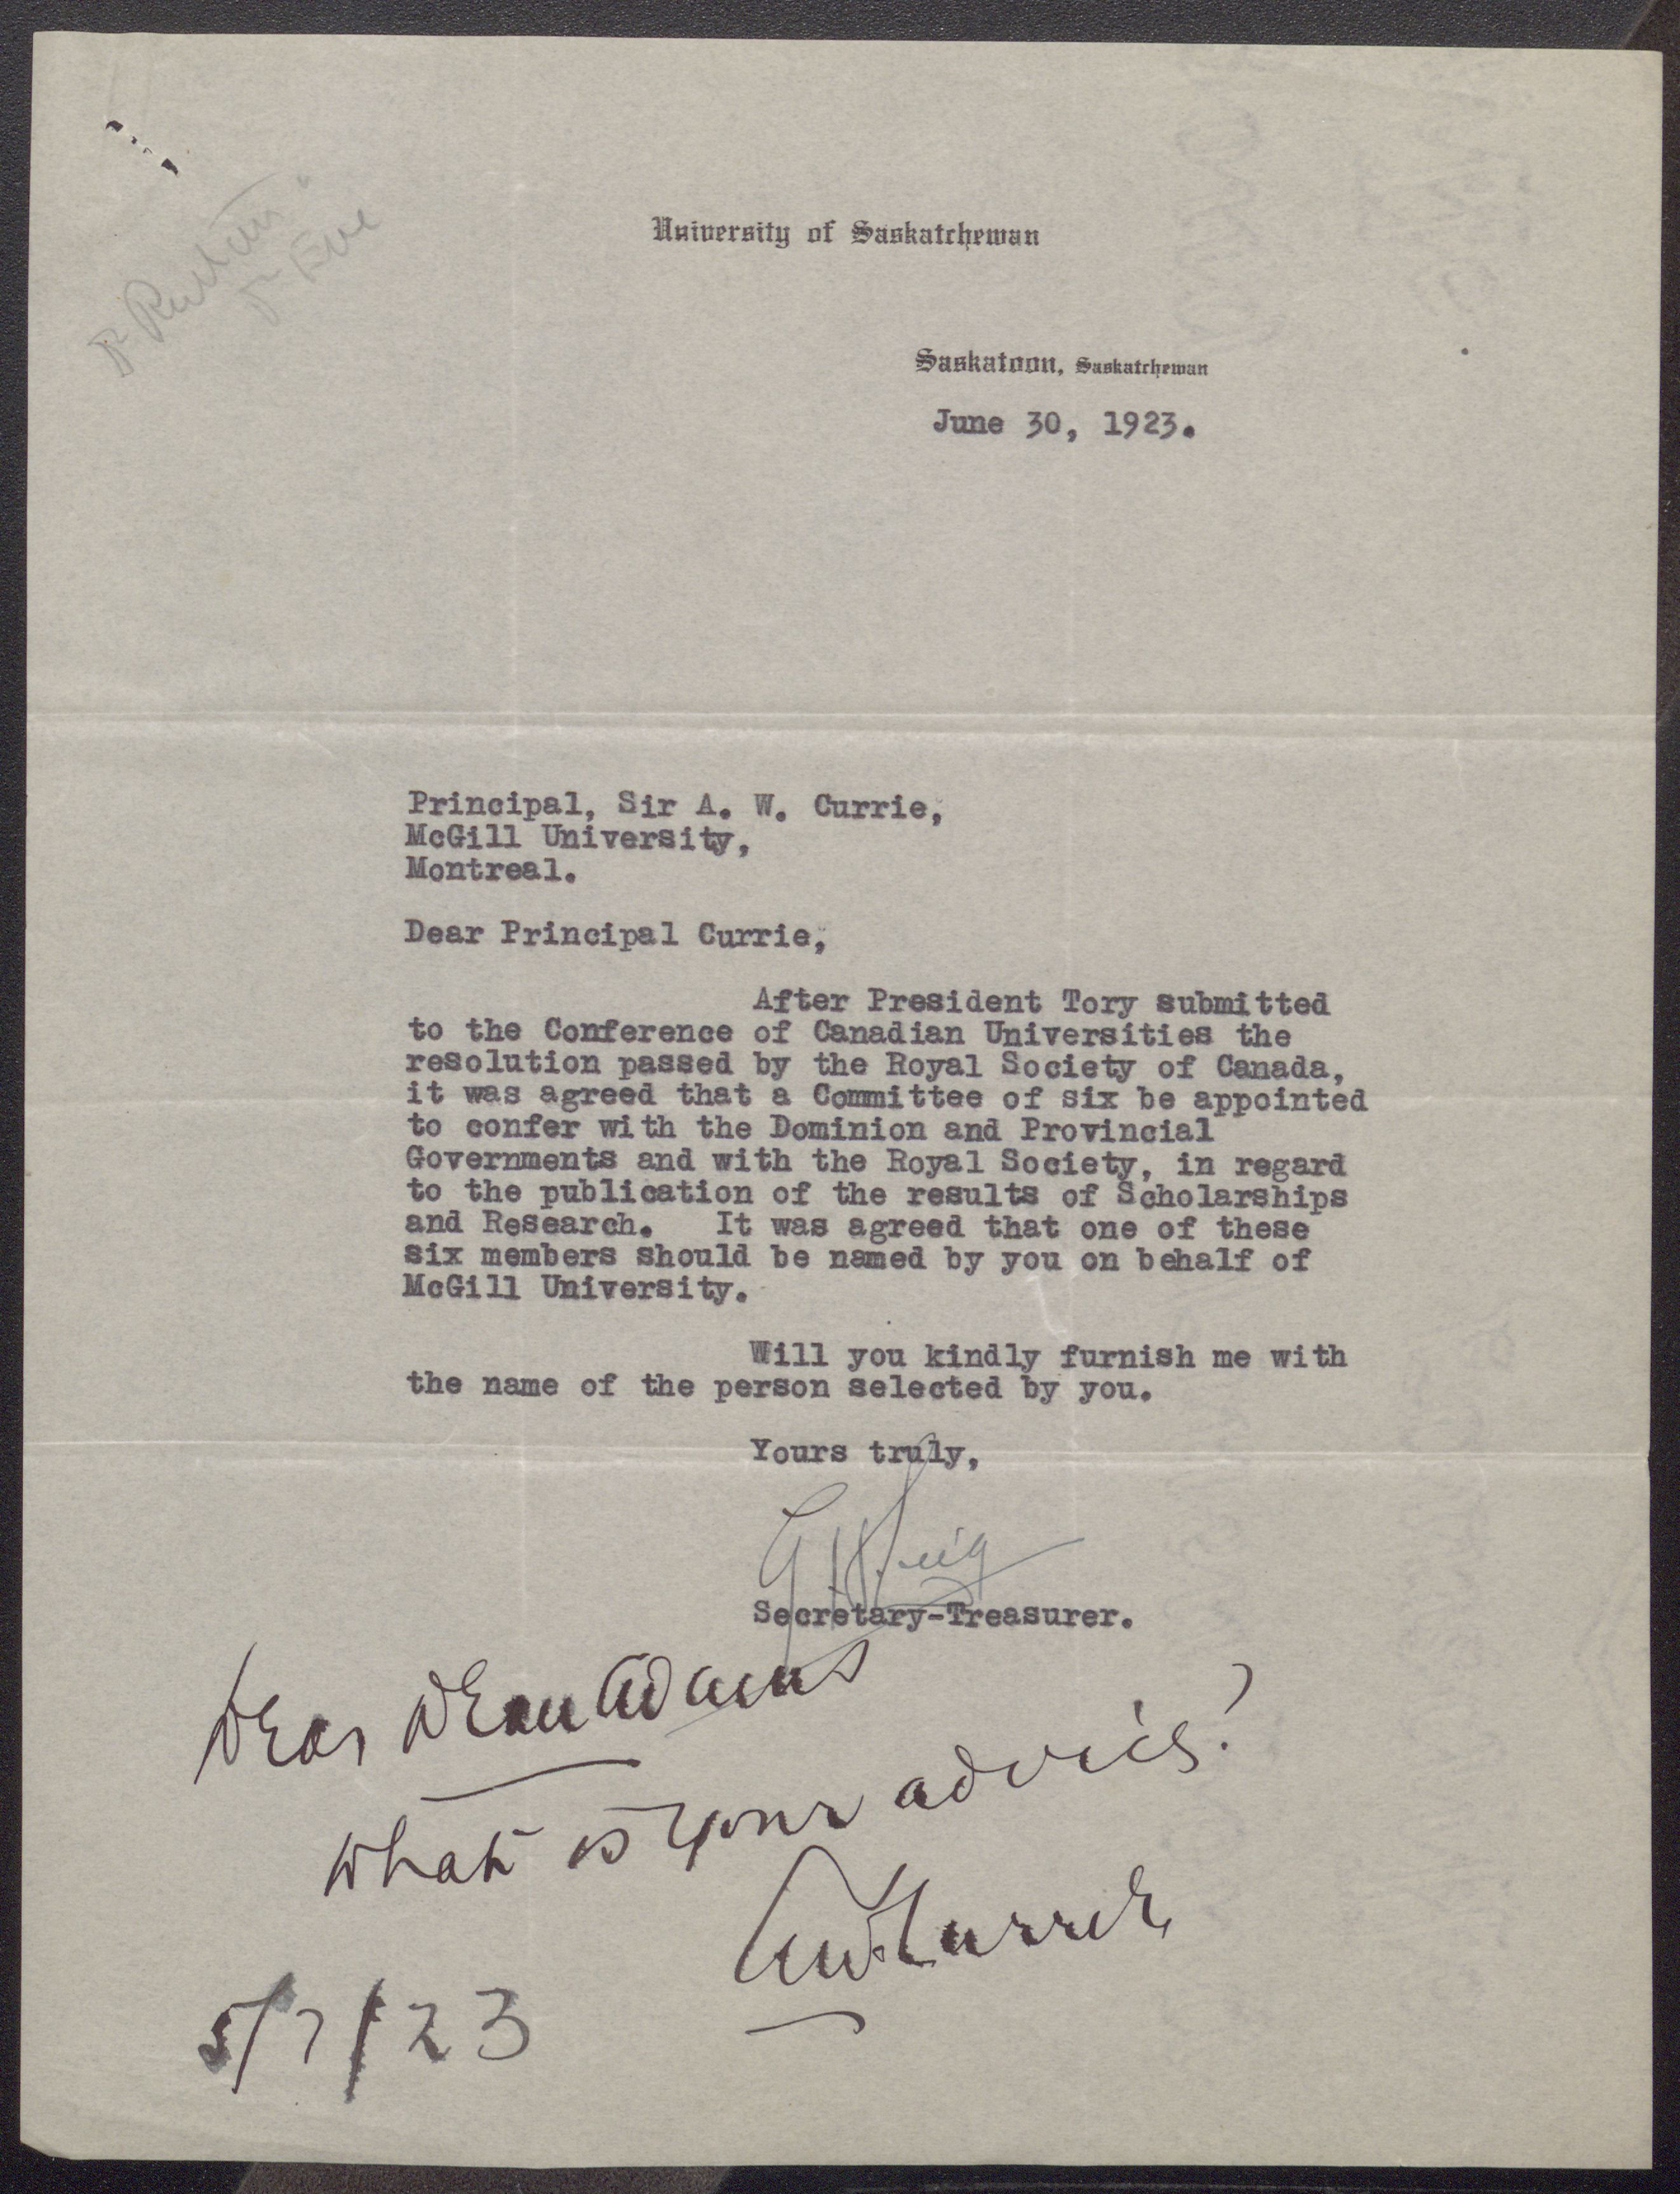 Dr Eve
University of Saskatchewan
Saskatoon, Saskatchewan
June 30, 1923.
Principal, Sir A. W. Currie,
McGill University,
Montreal.
Dear Principal Currie,
After President Tory submitted
to the Conference of Canadian Universities the
resolution passed by the Royal Society of Canada,
it was agreed that a Committee of six be appointed
to confer with the Dominion and Provincial
Governments and with the Royal Society, in regard
to the publication of the results of Scholarships
and Research. It was agreed that one of these
six members should be named by you on behalf of
McGill University.
Will you kindly furnish me with
the name of the person selected by you.
Yours truly,
Secretary-Treasurer.
Dear Dean Adams
What is your advice?
AWCurrie
5/7/23